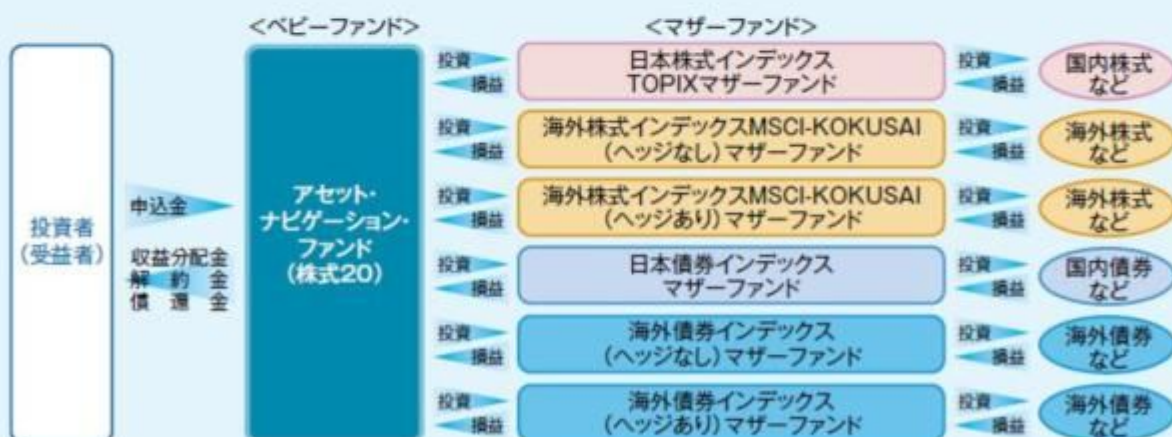 <ベビーファンド>
<マザーファンド>
投資者
(受益者)
申込金
収益分配金
解約金
償還金
アセット・
ナビゲーション・
ファンド
(株式20)
投資
損益
日本株式インデックス
TOPIXマザーファンド
投資
損益
国内株式
など
投資
損益
海外株式インデックスMSCI-KOKUSAI
(ヘッジなし)マザーファンド
投資
損益
海外株式
など
投資
損益
海外株式インデックスMSCI-KOKUSAI
(ヘッジあり)マザーファンド
投資
損益
海外株式
など
投資
損益
日本債券インデックス
マザーファンド
投資
損益
国内債券
など
投資
損益
海外債券インデックス
(ヘッジなし)マザーファンド
投資
損益
海外債券
など
投資
損益
海外債券インデックス
(ヘッジあり)マザーファンド
投資
損益
海外債券
など